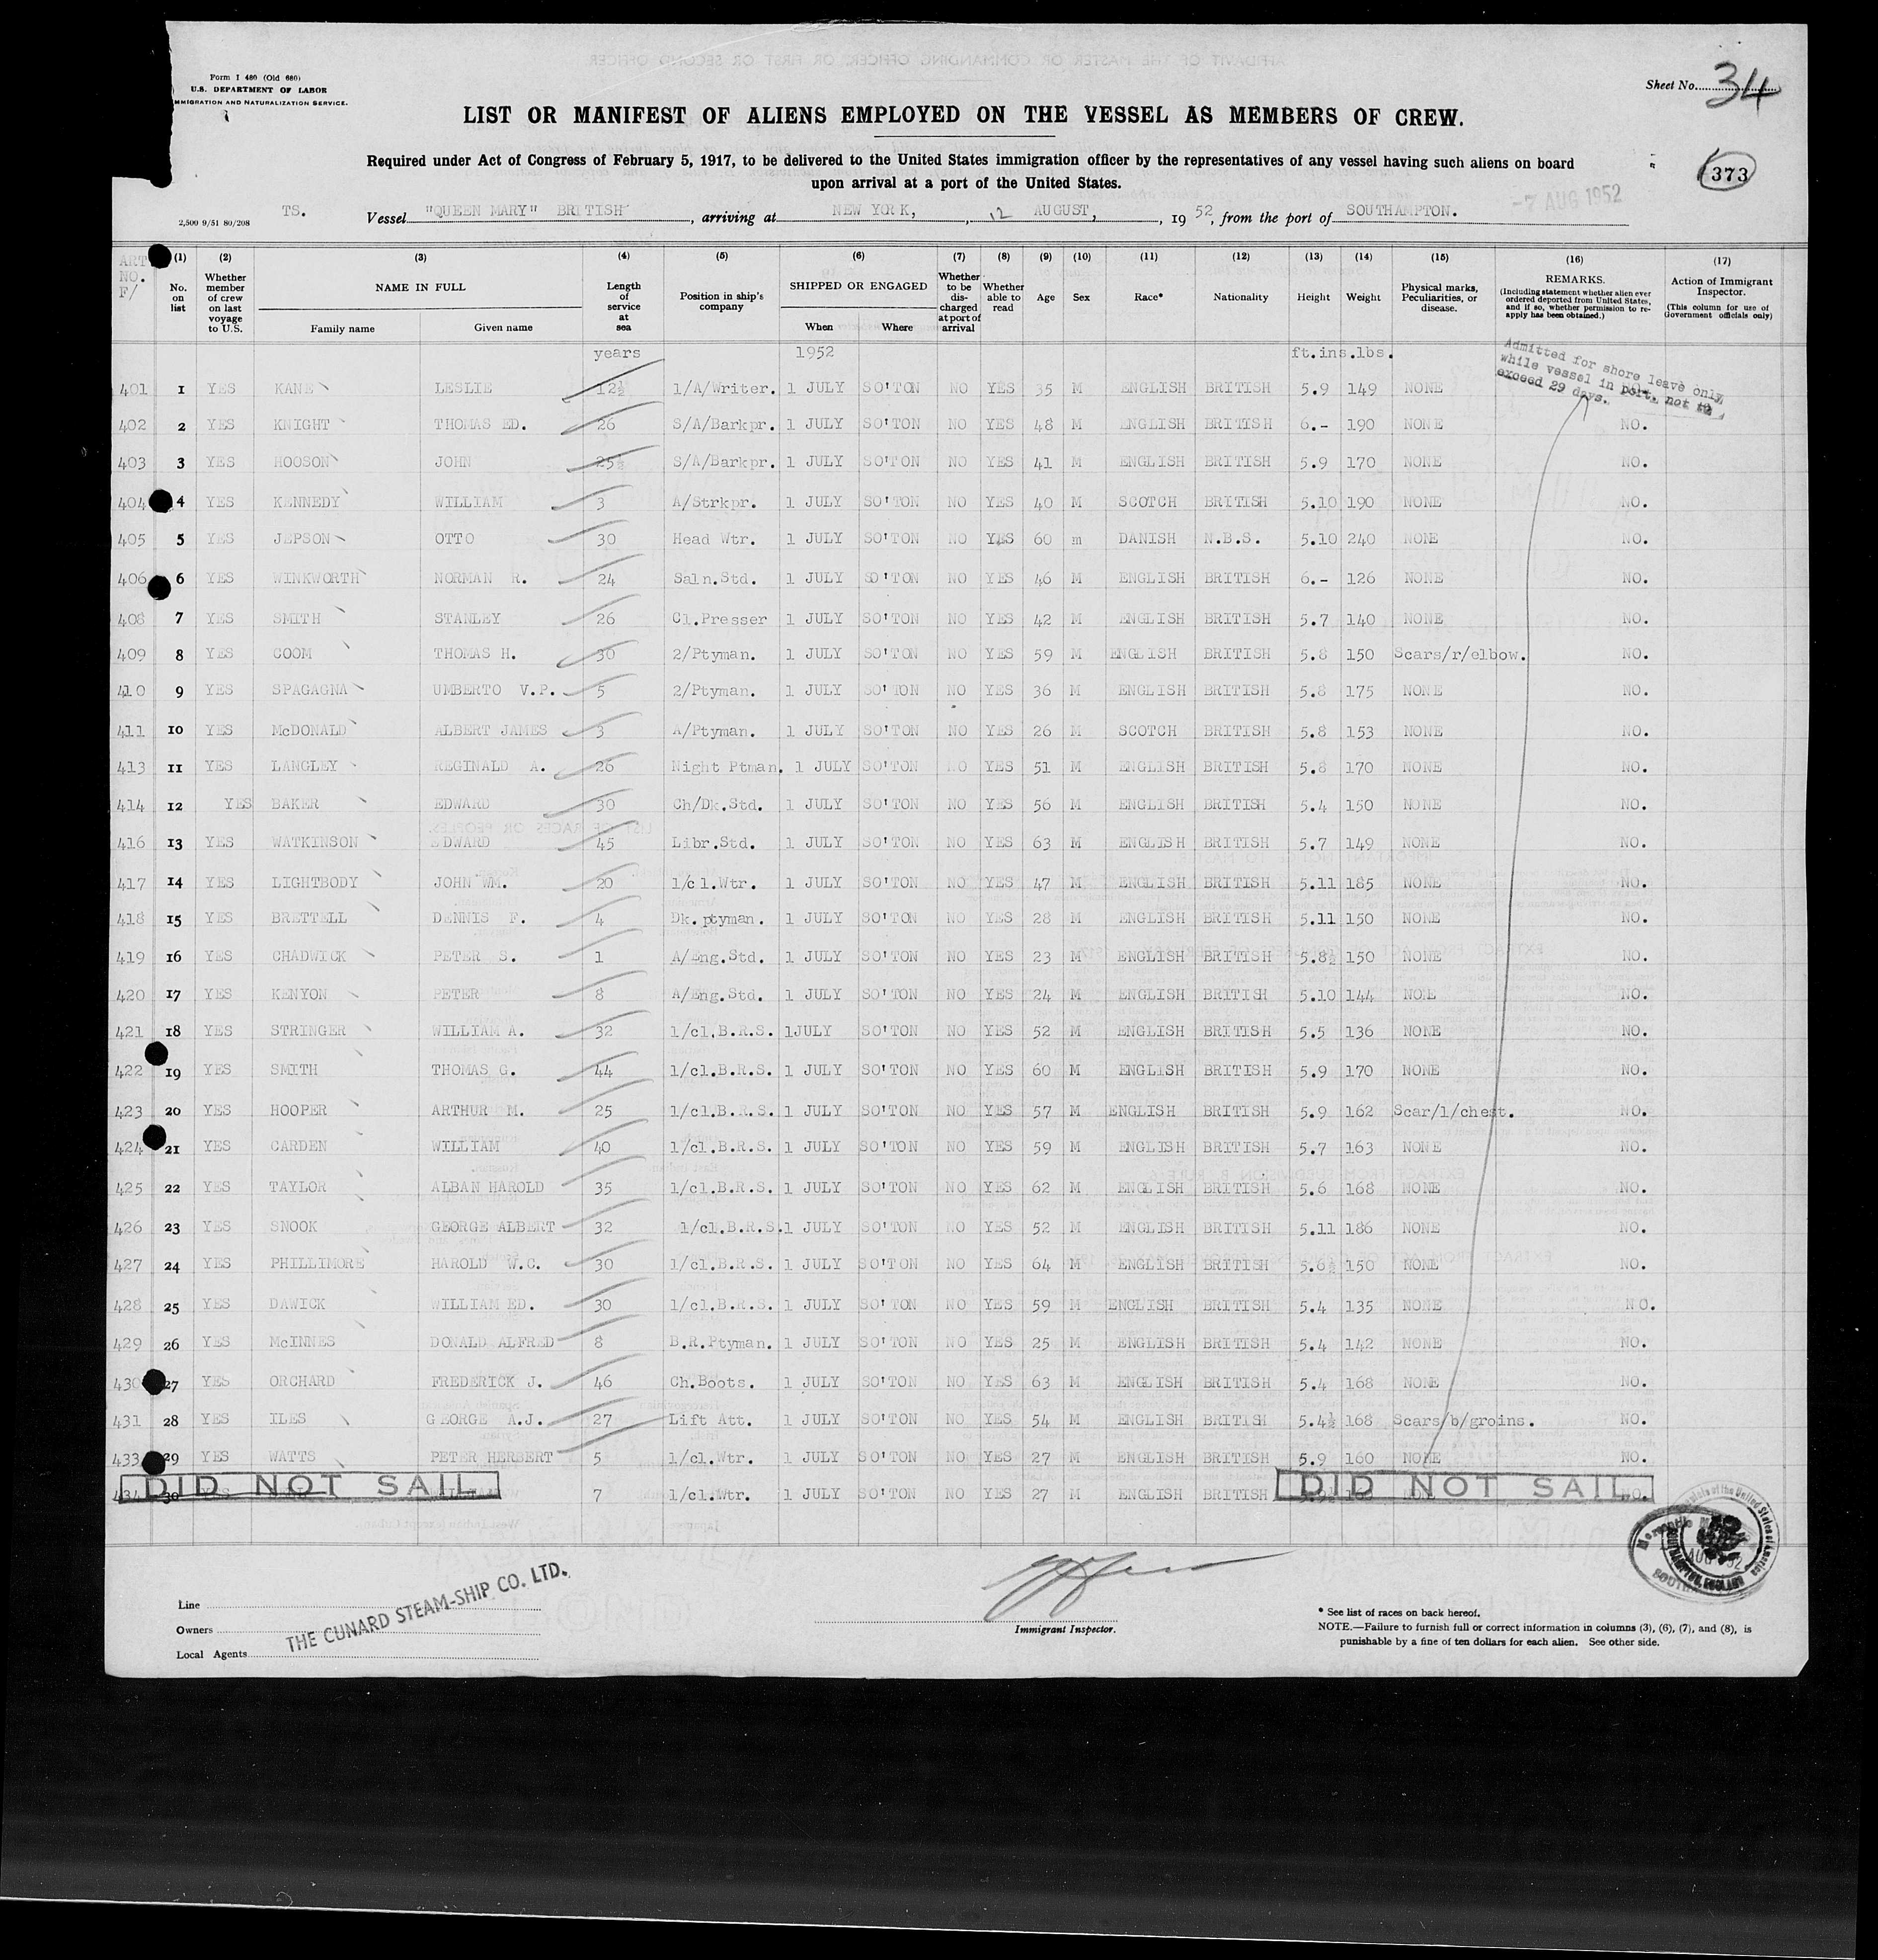 Form I 480 (Old 680)
U.S. DEPARTMENT OF LABOR
IMMIGRATION AND NATURALIZATION SERVICE.
Sheet No. 34
LIST OR MANIFEST OF ALIENS EMPLOYED ON THE VESSEL AS MEMBERS OF CREW.
Required under Act of Congress of February 5, 1917, to be delivered to the United States immigration officer by the representatives of any vessel having such aliens on board
upon arrival at a port of the United States.
373
-7 AUG 1952
2,500 9/51 80/208 TS. Vessel "QUEEN MARY" BRITISH, arriving at NEW YORK, 12 AUGUST, 1952, from the port of SOUTHAMPTON.
ART NO. F/ (1) No. on list (2) Whether member of crew on last voyage to U.S. (3) NAME IN FULL Family name Given name (4) Length of service at sea (5) Position in ship's company (6) SHIPPED OR ENGAGED When Where (7) Whether to be discharged at port of arrival (8) Whether able to read (9) Age (10) Sex (11) Race* (12) Nationality (13) Height (14) Weight (15) Physical marks, Peculiarities, or disease. (16) REMARKS. (Including statement whether alien ever ordered deported from United States, and if so, whether permission to re-apply has been obtained.) (17) Action of Immigrant Inspector. (This column for use of Government officials only)
years 1952 ft.ins.lbs.
Admitted for shore leave only,
while vessel in port, not to
exceed 29 days.
401 1 YES KANE LESLIE 12½ 1/A/Writer. 1 JULY SO'TON NO YES 35 M ENGLISH BRITISH 5.9 149 NONE
402 2 YES KNIGHT THOMAS ED. 26 S/A/Barkpr. 1 JULY SO'TON NO YES 48 M ENGLISH BRITISH 6.- 190 NONE NO.
403 3 YES HOOSON JOHN 25½ S/A/Barkpr. 1 JULY SO'TON NO YES 41 M ENGLISH BRITISH 5.9 170 NONE NO.
404 4 YES KENNEDY WILLIAM 3 A/Strkpr. 1 JULY SO'TON NO YES 40 M SCOTCH BRITISH 5.10 190 NONE NO.
405 5 YES JEPSON OTTO 30 Head Wtr. 1 JULY SO'TON NO YES 60 m DANISH N.B.S. 5.10 240 NONE NO.
406 6 YES WINKWORTH NORMAN R. 24 Saln.Std. 1 JULY SO'TON NO YES 46 M ENGLISH BRITISH 6.- 126 NONE NO.
408 7 YES SMITH STANLEY 26 Cl.Presser 1 JULY SO'TON NO YES 42 M ENGLISH BRITISH 5.7 140 NONE NO.
409 8 YES COOM THOMAS H. 30 2/Ptyman. 1 JULY SO'TON NO YES 59 M ENGLISH BRITISH 5.8 150 Scars/r/elbow. NO.
410 9 YES SPAGAGNA UMBERTO V.P. 5 2/Ptyman. 1 JULY SO'TON NO YES 36 M ENGLISH BRITISH 5.8 175 NONE NO.
411 10 YES McDONALD ALBERT JAMES 3 A/Ptyman. 1 JULY SO'TON NO YES 26 M SCOTCH BRITISH 5.8 153 NONE NO.
413 11 YES LANGLEY REGINALD A. 26 Night Ptman. 1 JULY SO'TON NO YES 51 M ENGLISH BRITISH 5.8 170 NONE NO.
414 12 YES BAKER EDWARD 30 Ch/Dk.Std. 1 JULY SO'TON NO YES 56 M ENGLISH BRITISH 5.4 150 NONE NO.
416 13 YES WATKINSON EDWARD 45 Libr.Std. 1 JULY SO'TON NO YES 63 M ENGLISH BRITISH 5.7 149 NONE NO.
417 14 YES LIGHTBODY JOHN WM. 20 1/cl.Wtr. 1 JULY SO'TON NO YES 47 M ENGLISH BRITISH 5.11 185 NONE NO.
418 15 YES BRETTELL DENNIS F. 4 Dk.ptyman. 1 JULY SO'TON NO YES 28 M ENGLISH BRITISH 5.11 150 NONE NO.
419 16 YES CHADWICK PETER S. 1 A/Eng.Std. 1 JULY SO'TON NO YES 23 M ENGLISH BRITISH 5.8½ 150 NONE NO.
420 17 YES KENYON PETER 8 A/Eng.Std. 1 JULY SO'TON NO YES 24 M ENGLISH BRITISH 5.10 144 NONE NO.
421 18 YES STRINGER WILLIAM A. 32 1/cl.B.R.S. 1JULY SO'TON NO YES 52 M ENGLISH BRITISH 5.5 136 NONE NO.
422 19 YES SMITH THOMAS G. 44 1/cl.B.R.S. 1 JULY SO'TON NO YES 60 M ENGLISH BRITISH 5.9 170 NONE NO.
423 20 YES HOOPER ARTHUR M. 25 1/cl.B.R.S. 1 JULY SO'TON NO YES 57 M ENGLISH BRITISH 5.9 162 Scar/l/chest. NO.
424 21 YES CARDEN WILLIAM 40 1/cl.B.R.S. 1 JULY SO'TON NO YES 59 M ENGLISH BRITISH 5.7 163 NONE NO.
425 22 YES TAYLOR ALBAN HAROLD 35 1/cl.B.R.S. 1 JULY SO'TON NO YES 62 M ENGLISH BRITISH 5.6 168 NONE NO.
426 23 YES SNOOK GEORGE ALBERT 32 1/cl.B.R.S. 1 JULY SO'TON NO YES 52 M ENGLISH BRITISH 5.11 186 NONE NO.
427 24 YES PHILLIMORE HAROLD W.C. 30 1/cl.B.R.S. 1 JULY SO'TON NO YES 64 M ENGLISH BRITISH 5.6½ 150 NONE NO.
428 25 YES DAWICK WILLIAM ED. 30 1/cl.B.R.S. 1 JULY SO'TON NO YES 59 M ENGLISH BRITISH 5.4 135 NONE NO.
429 26 YES McINNES DONALD ALFRED 8 B.R.Ptyman. 1 JULY SO'TON NO YES 25 M ENGLISH BRITISH 5.4 142 NONE NO.
430 27 YES ORCHARD FREDERICK J. 46 Ch.Boots. 1 JULY SO'TON NO YES 63 M ENGLISH BRITISH 5.4 168 NONE NO.
431 28 YES ILES GEORGE A.J. 27 Lift Att. 1 JULY SO'TON NO YES 54 M ENGLISH BRITISH 5.4½ 168 Scars/b/groins. NO.
433 29 YES WATTS PETER HERBERT 5 1/cl.Wtr. 1 JULY SO'TON NO YES 27 M ENGLISH BRITISH 5.9 160 NONE NO.
434 30 DID NOT SAIL 7 1/cl.Wtr. 1 JULY SO'TON NO YES 27 M ENGLISH BRITISH DID NOT SAIL NO.
Line
Owners THE CUNARD STEAM-SHIP CO. LTD.
Local Agents
Immigrant Inspector.
* See list of races on back hereof.
NOTE.—Failure to furnish full or correct information in columns (3), (6), (7), and (8), is
punishable by a fine of ten dollars for each alien. See other side.